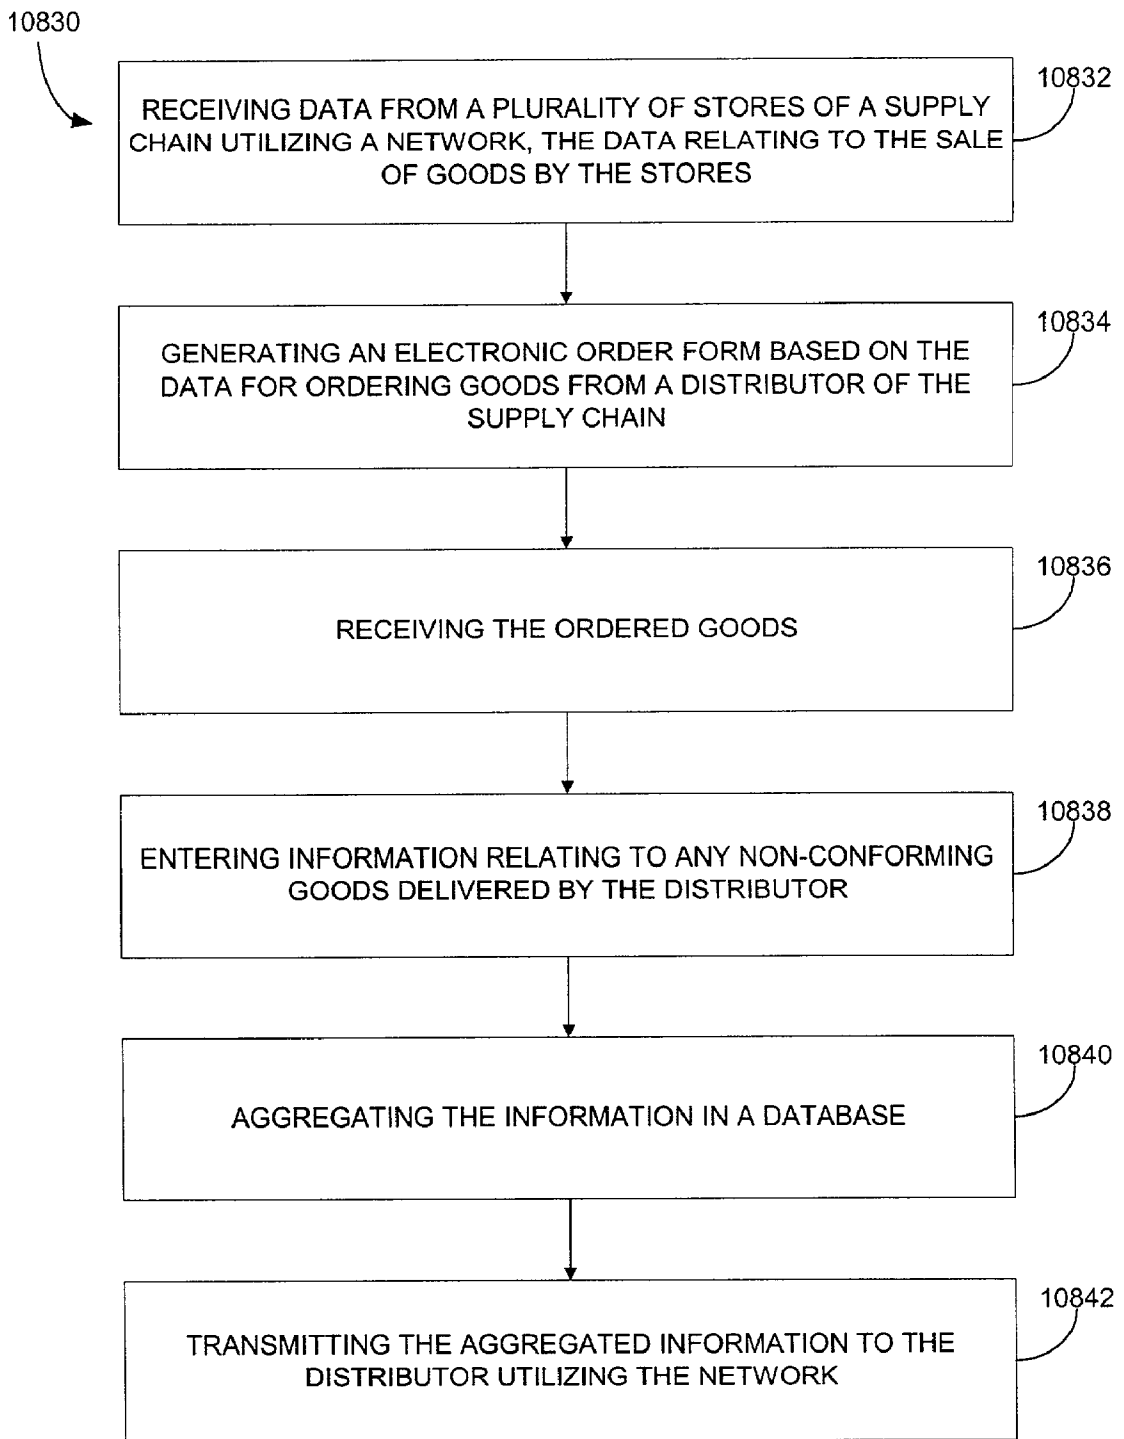 10830
10832
RECEIVING DATA FROM A PLURALITY OF STORES OF A SUPPLY
CHAIN UTILIZING A NETWORK, THE DATA RELATING TO THE SALE
OF GOODS BY THE STORES
10834
GENERATING AN ELECTRONIC ORDER FORM BASED ON THE
DATA FOR ORDERING GOODS FROM A DISTRIBUTOR OF THE
SUPPLY CHAIN
10836
RECEIVING THE ORDERED GOODS
10838
ENTERING INFORMATION RELATING TO ANY NON-CONFORMING
GOODS DELIVERED BY THE DISTRIBUTOR
10840
AGGREGATING THE INFORMATION IN A DATABASE
10842
TRANSMITTING THE AGGREGATED INFORMATION TO THE
DISTRIBUTOR UTILIZING THE NETWORK